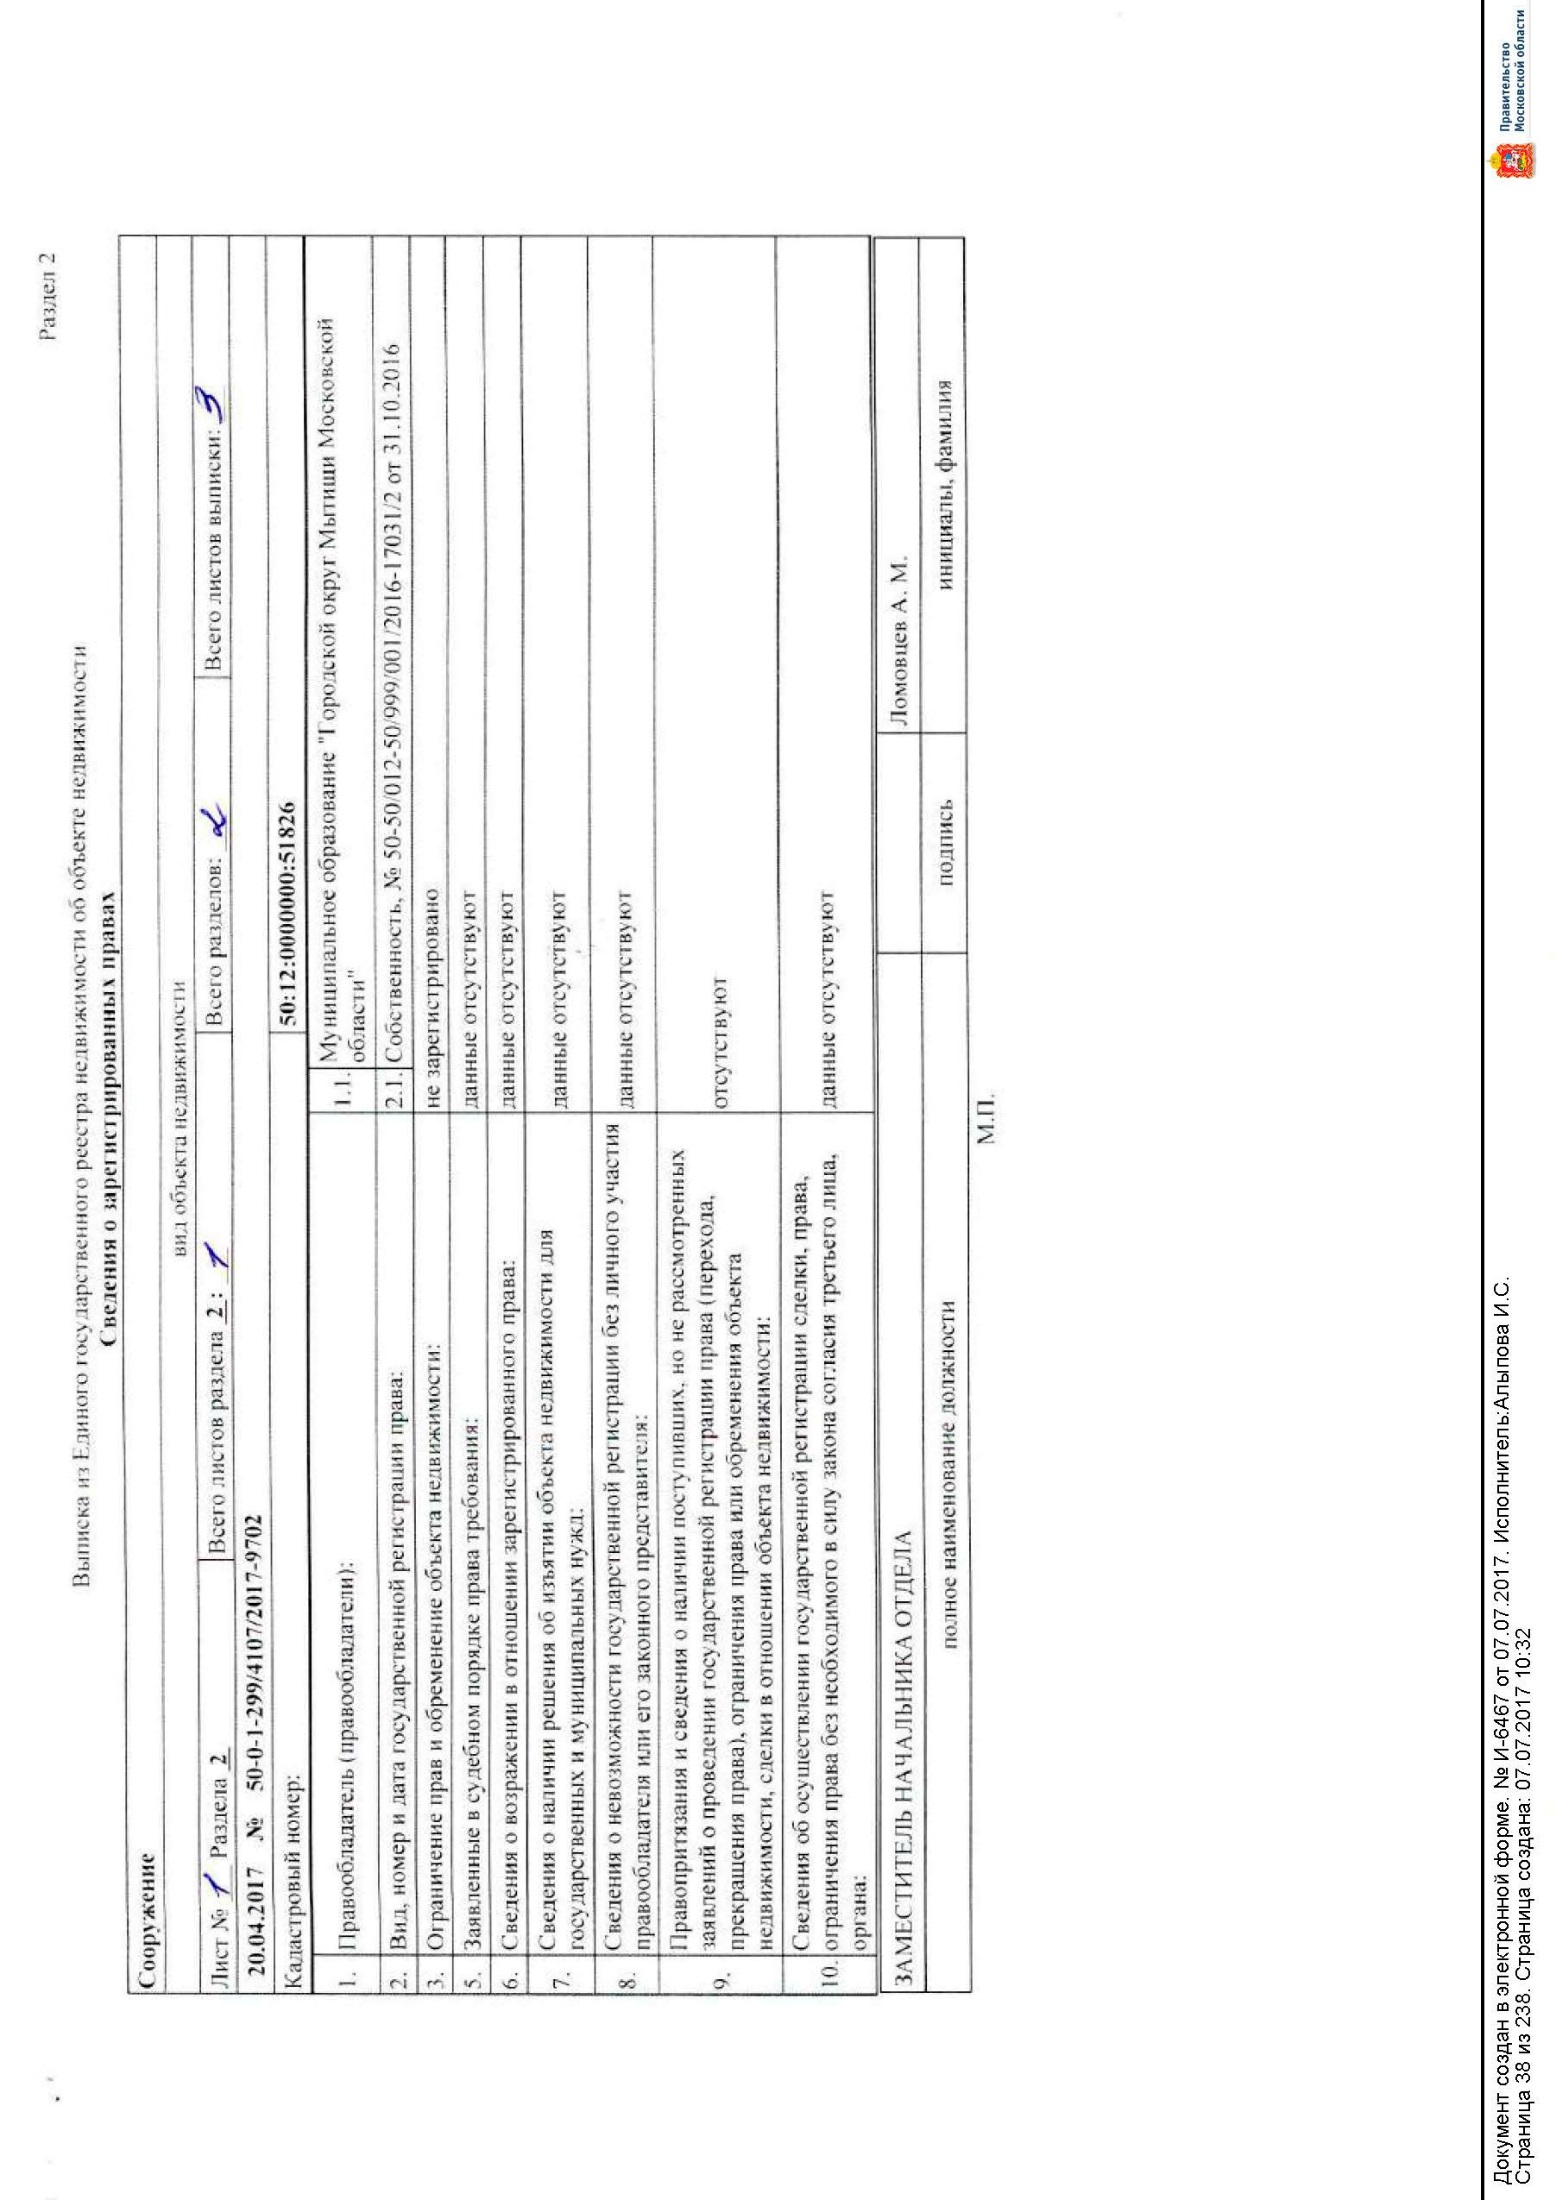 Раздел 2
Выписка из Единого государственного реестра недвижимости об объекте недвижимости
Сведения о зарегистрированных правах
Сооружение
вид объекта недвижимости
Лист № 1 Раздела 2 Всего листов раздела 2 : 1 Всего разделов: 2 Всего листов выписки: 3
20.04.2017 № 50-0-1-299/4107/2017-9702
Кадастровый номер: 50:12:0000000:51826
1. Правообладатель (правообладатели): 1.1. Муниципальное образование "Городской округ Мытищи Московской
области"
2. Вид, номер и дата государственной регистрации права: 2.1. Собственность, № 50-50/012-50/999/001/2016-17031/2 от 31.10.2016
3. Ограничение прав и обременение объекта недвижимости: не зарегистрировано
5. Заявленные в судебном порядке права требования: данные отсутствуют
6. Сведения о возражении в отношении зарегистрированного права: данные отсутствуют
7. Сведения о наличии решения об изъятии объекта недвижимости для
государственных и муниципальных нужд: данные отсутствуют
8. Сведения о невозможности государственной регистрации без личного участия
правообладателя или его законного представителя: данные отсутствуют
9. Правопритязания и сведения о наличии поступивших, но не рассмотренных
заявлений о проведении государственной регистрации права (перехода,
прекращения права), ограничения права или обременения объекта
недвижимости, сделки в отношении объекта недвижимости: отсутствуют
10. Сведения об осуществлении государственной регистрации сделки, права,
ограничения права без необходимого в силу закона согласия третьего лица,
органа: данные отсутствуют
ЗАМЕСТИТЕЛЬ НАЧАЛЬНИКА ОТДЕЛА Ломовцев А. М.
полное наименование должности подпись инициалы, фамилия
М.П.
Документ создан в электронной форме. № И-6467 от 07.07.2017. Исполнитель:Алыпова И.С.
Страница 38 из 238. Страница создана: 07.07.2017 10:32
Правительство
Московской области